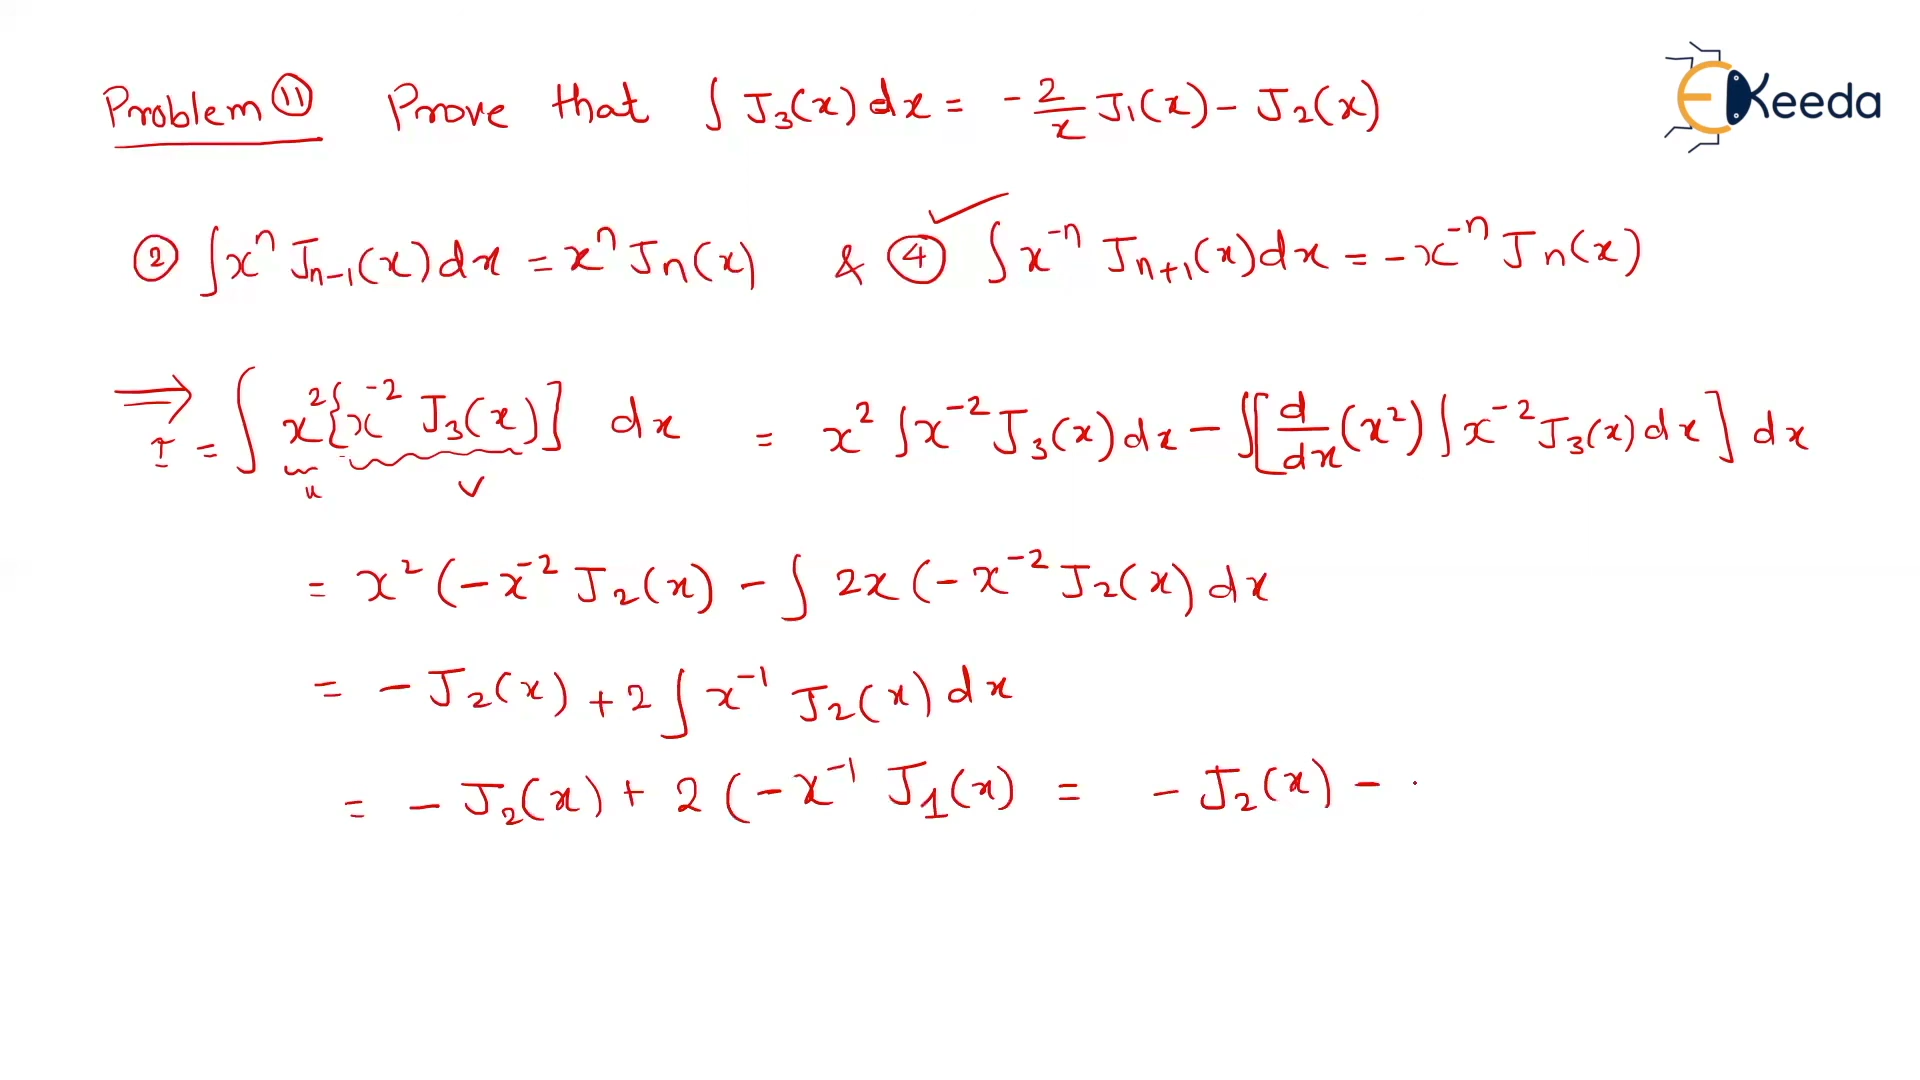 Problem ⑪ Prove that ∫ J₃(x) dx = -2/x J₁(x) - J₂(x)
EKeeda
② ∫xⁿ Jₙ₋₁(x) dx = xⁿ Jₙ(x) & ④ ✓ ∫ x⁻ⁿ Jₙ₊₁(x) dx = -x⁻ⁿ Jₙ(x)
⇒ I = ∫ x² {x⁻² J₃(x)] dx = x² ∫x⁻² J₃(x) dx - ∫[d/dx (x²) ∫x⁻² J₃(x) dx] dx
u v
= x² (-x⁻² J₂(x) - ∫ 2x (-x⁻² J₂(x) dx
= - J₂(x) + 2 ∫ x⁻¹ J₂(x) dx
= - J₂(x) + 2 (-x⁻¹ J₁(x) = - J₂(x) -